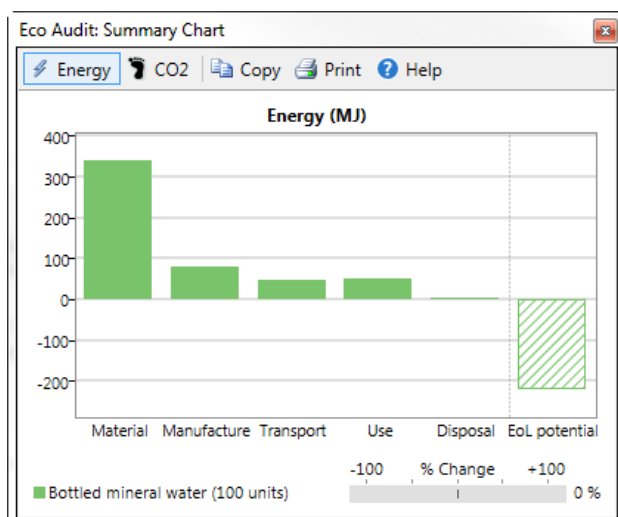 Eco Audit: Summary Chart
Energy CO2 Copy Print Help
Energy (MJ)
400
300
200
100
0
-100
-200
Material Manufacture Transport Use Disposal EoL potential
-100 % Change +100
Bottled mineral water (100 units) 0 %